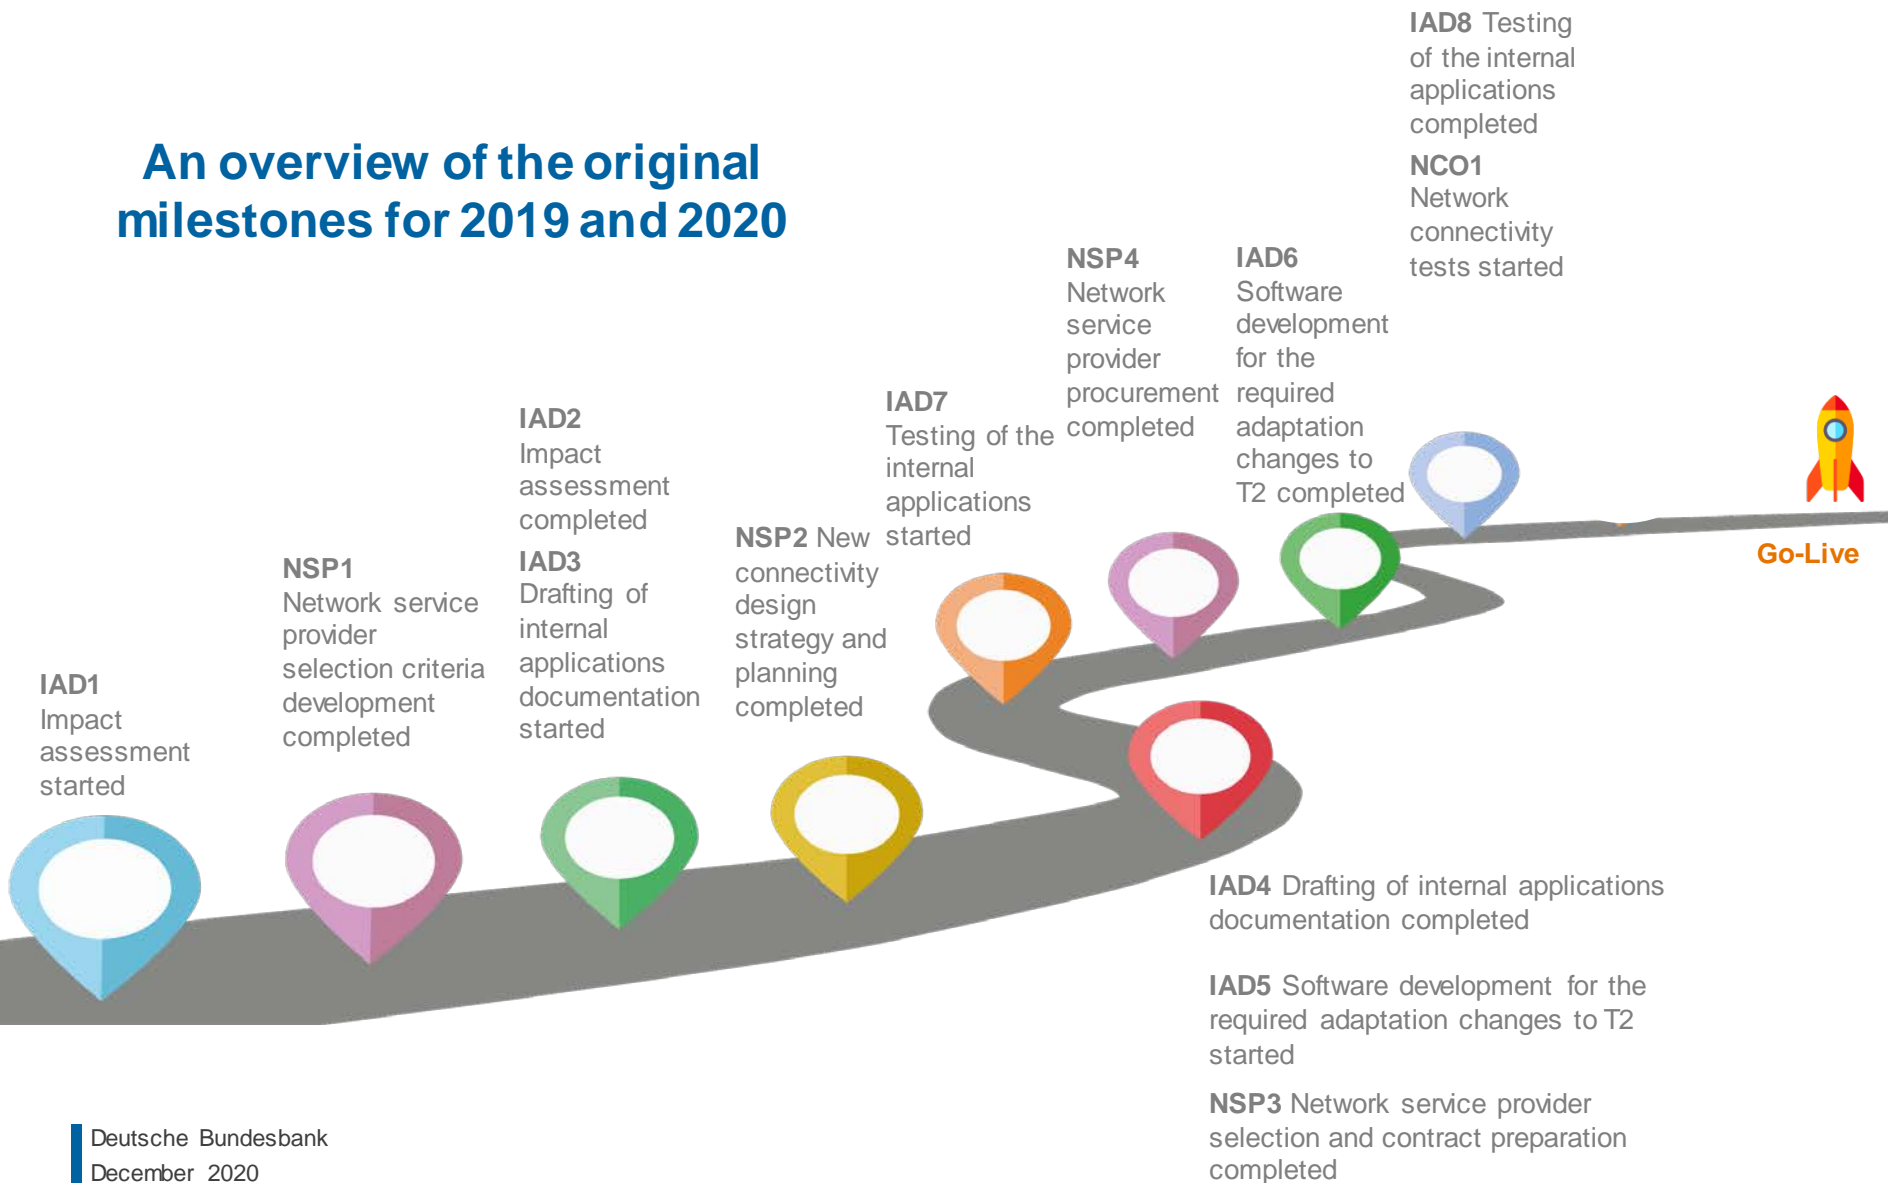 An overview of the original
milestones for 2019 and 2020
IAD1
Impact
assessment
started
NSP1
Network service
provider
selection criteria
development
completed
IAD2
Impact
assessment
completed
IAD3
Drafting of
internal
applications
documentation
started
NSP2 New
connectivity
design
strategy and
planning
completed
IAD7
Testing of the
internal
applications
started
NSP4
Network
service
provider
procurement
completed
IAD6
Software
development
for the
required
adaptation
changes to
T2 completed
IAD8 Testing
of the internal
applications
completed
NCO1
Network
connectivity
tests started
Go-Live
IAD4 Drafting of internal applications
documentation completed
IAD5 Software development for the
required adaptation changes to T2
started
NSP3 Network service provider
selection and contract preparation
completed
Deutsche Bundesbank
December 2020